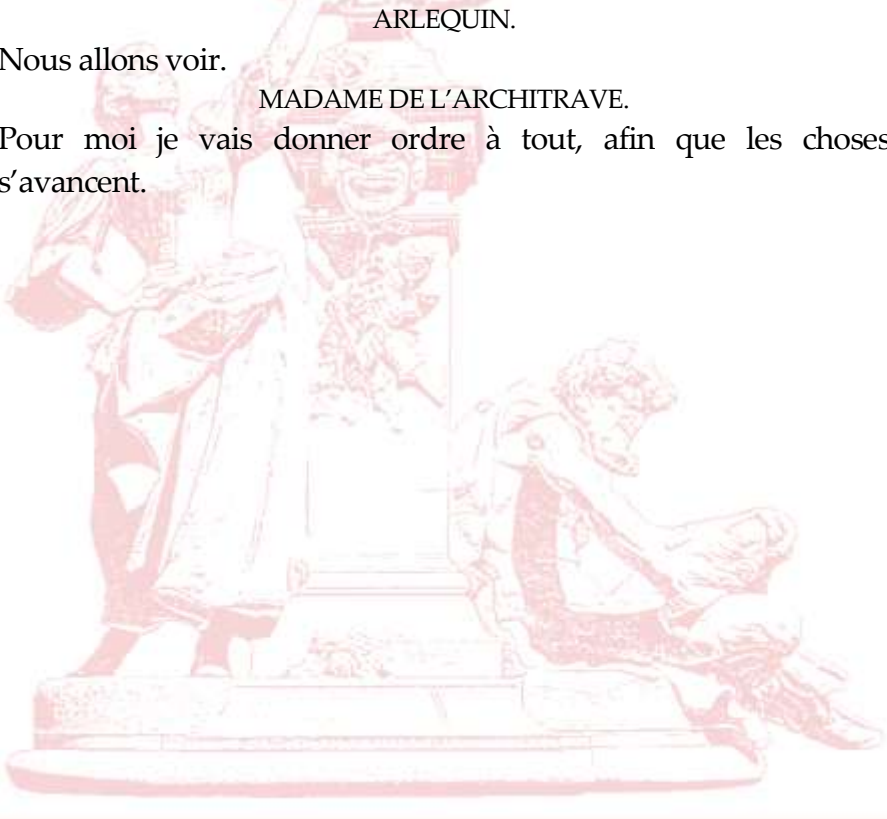 ARLEQUIN.
Nous allons voir.
MADAME DE L’ARCHITRAVE.
Pour moi je vais donner ordre à tout, afin que les choses
s’avancent.